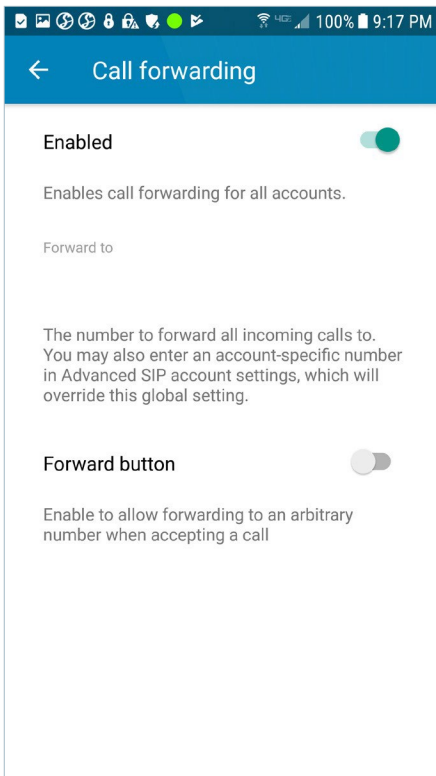 4G 100% 9:17 PM
Call forwarding
Enabled
Enables call forwarding for all accounts.
Forward to
The number to forward all incoming calls to.
You may also enter an account-specific number
in Advanced SIP account settings, which will
override this global setting.
Forward button
Enable to allow forwarding to an arbitrary
number when accepting a call